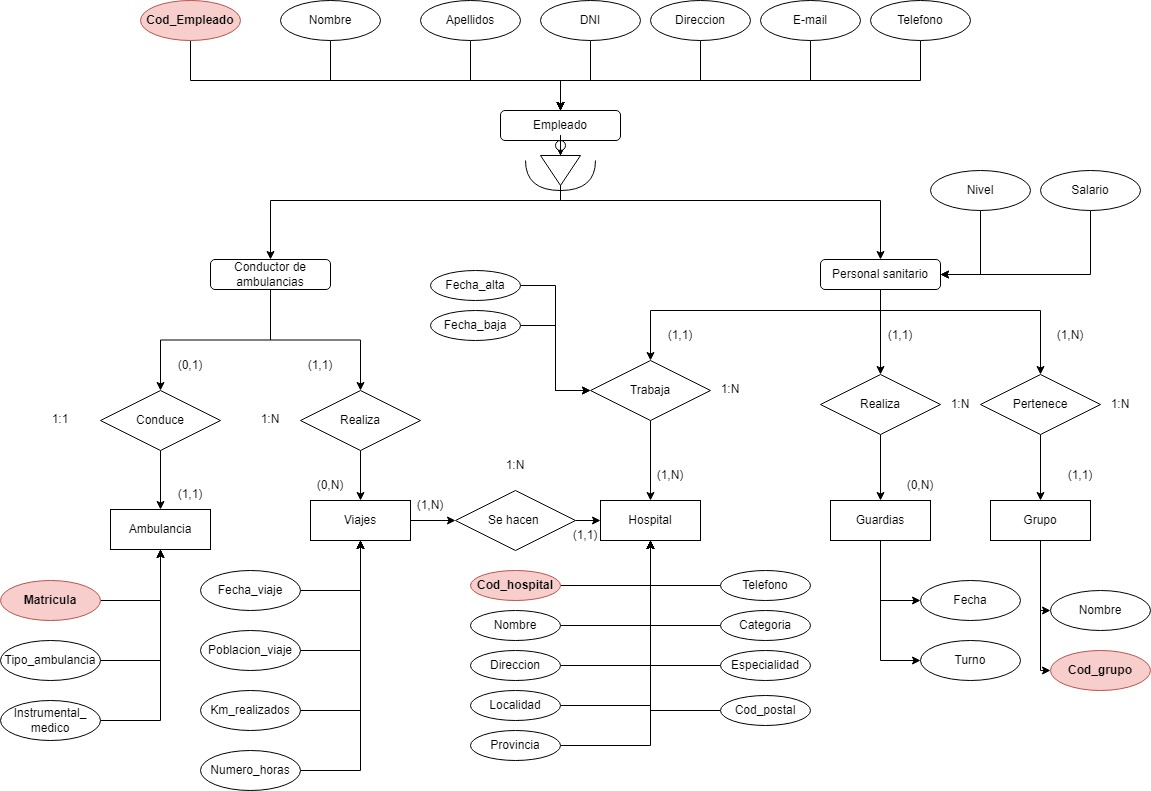 Cod_Empleado
Nombre
Apellidos
DNI
Direccion
E-mail
Telefono
Empleado
Nivel
Salario
Conductor de
ambulancias
Personal sanitario
Fecha_alta
Fecha_baja
(0,1)
(1,1)
(1,1)
(1,1)
(1,N)
1:1
Conduce
1:N
Realiza
Trabaja
1:N
Realiza
1:N
Pertenece
1:N
(1,1)
(0,N)
1:N
(1,N)
(0,N)
(1,1)
Ambulancia
Viajes
(1,N)
Se hacen
(1,1)
Hospital
Guardias
Grupo
Matricula
Tipo_ambulancia
Instrumental_
medico
Fecha_viaje
Poblacion_viaje
Km_realizados
Numero_horas
Cod_hospital
Telefono
Nombre
Categoria
Direccion
Especialidad
Localidad
Cod_postal
Provincia
Fecha
Turno
Nombre
Cod_grupo